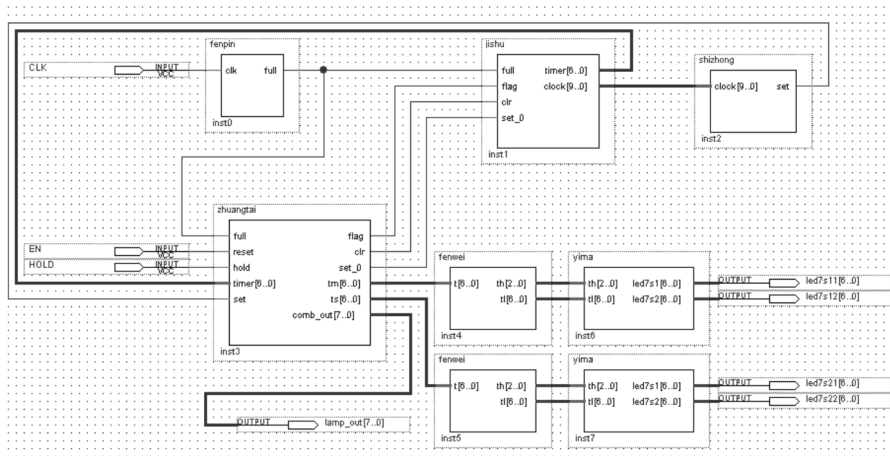 fenpin
CLK INPUT VCC clk full
inst0
jishu
full timer[6..0]
flag clock[9..0]
clr
set_0
inst1
shizhong
clock[9..0] set
inst2
zhuangtai
full flag
EN INPUT VCC reset clr
HOLD INPUT VCC hold set_0
timer[6..0] tm[6..0]
set ts[6..0]
comb_out[7..0]
inst3
OUTPUT lamp_out[7..0]
fenwei
t[6..0] th[2..0]
tl[6..0]
inst4
yima
th[2..0] led7s1[6..0]
tl[6..0] led7s2[6..0]
inst6
OUTPUT led7s11[6..0]
OUTPUT led7s12[6..0]
fenwei
t[6..0] th[2..0]
tl[6..0]
inst5
yima
th[2..0] led7s1[6..0]
tl[6..0] led7s2[6..0]
inst7
OUTPUT led7s21[6..0]
OUTPUT led7s22[6..0]